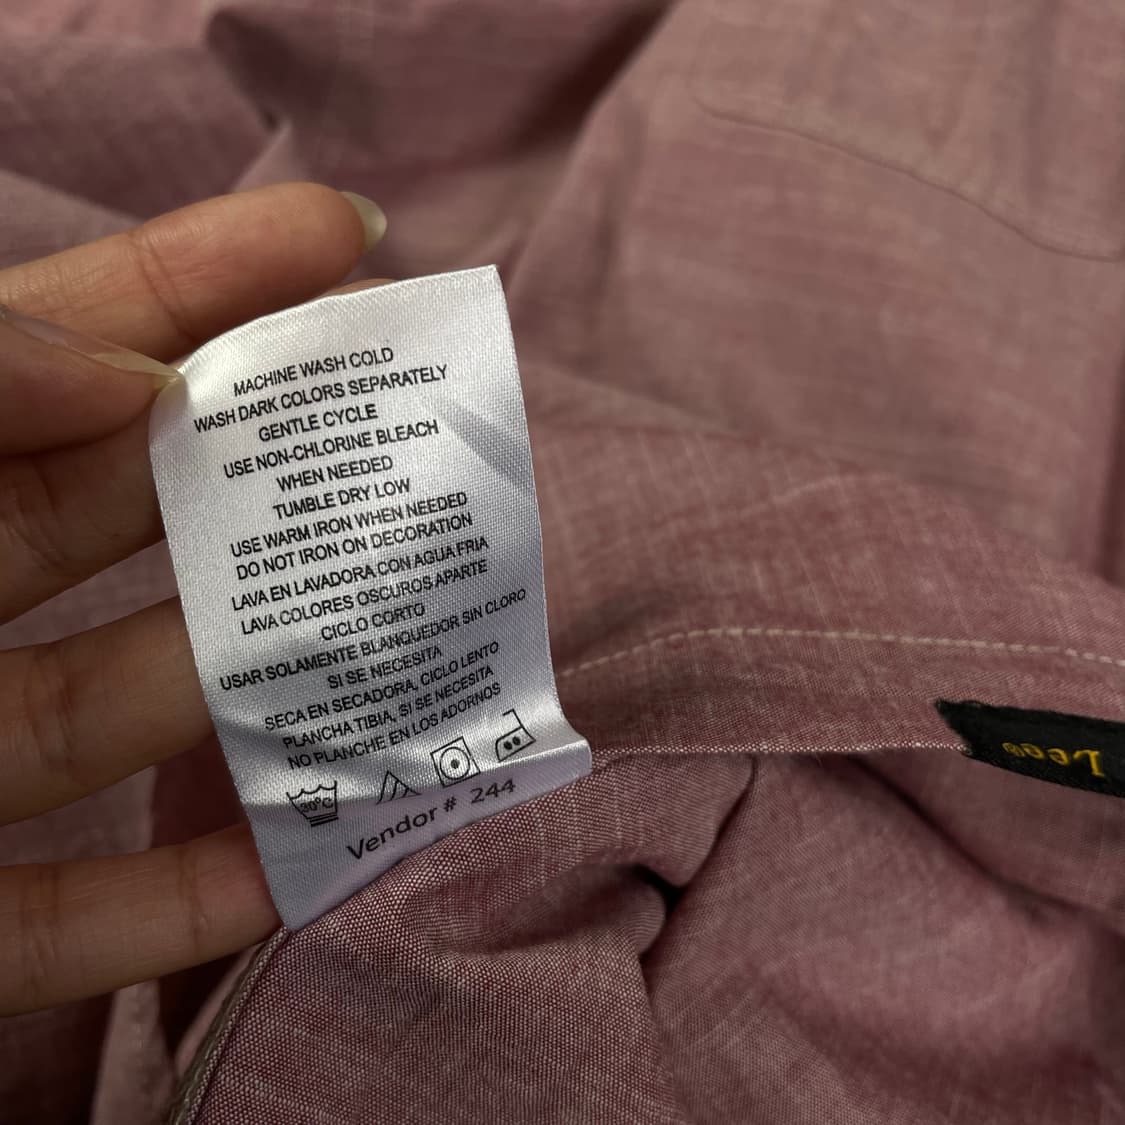 MACHINE WASH COLD
WASH DARK COLORS SEPARATELY
GENTLE CYCLE
USE NON-CHLORINE BLEACH
WHEN NEEDED
TUMBLE DRY LOW
USE WARM IRON WHEN NEEDED
DO NOT IRON ON DECORATION
LAVA EN LAVADORA CON AGUA FRIA
LAVA COLORES OSCUROS APARTE
CICLO CORTO
USAR SOLAMENTE BLANQUEDOR SIN CLORO
SI SE NECESITA
SECA EN SECADORA, CICLO LENTO
PLANCHA TIBIA, SI SE NECESITA
NO PLANCHE EN LOS ADORNOS
30°C
Vendor # 244
Lee®